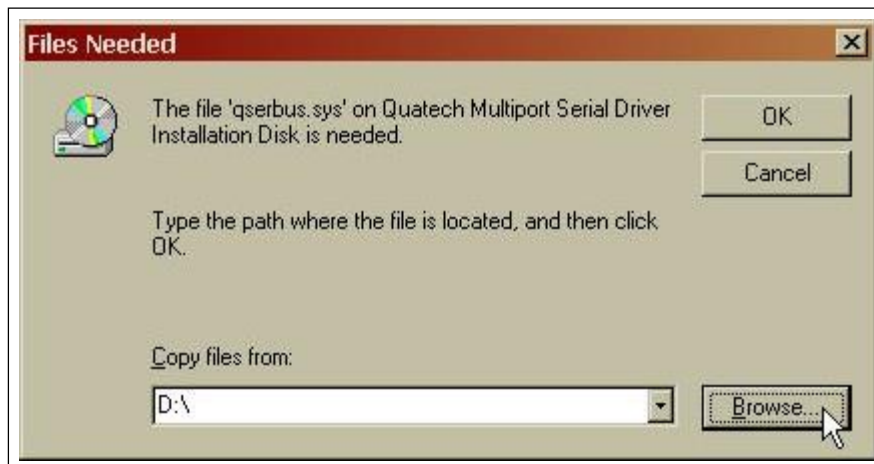 Files Needed
The file 'qserbus.sys' on Quatech Multiport Serial Driver
Installation Disk is needed.
OK
Cancel
Type the path where the file is located, and then click
OK.
Copy files from:
D:\
Browse...